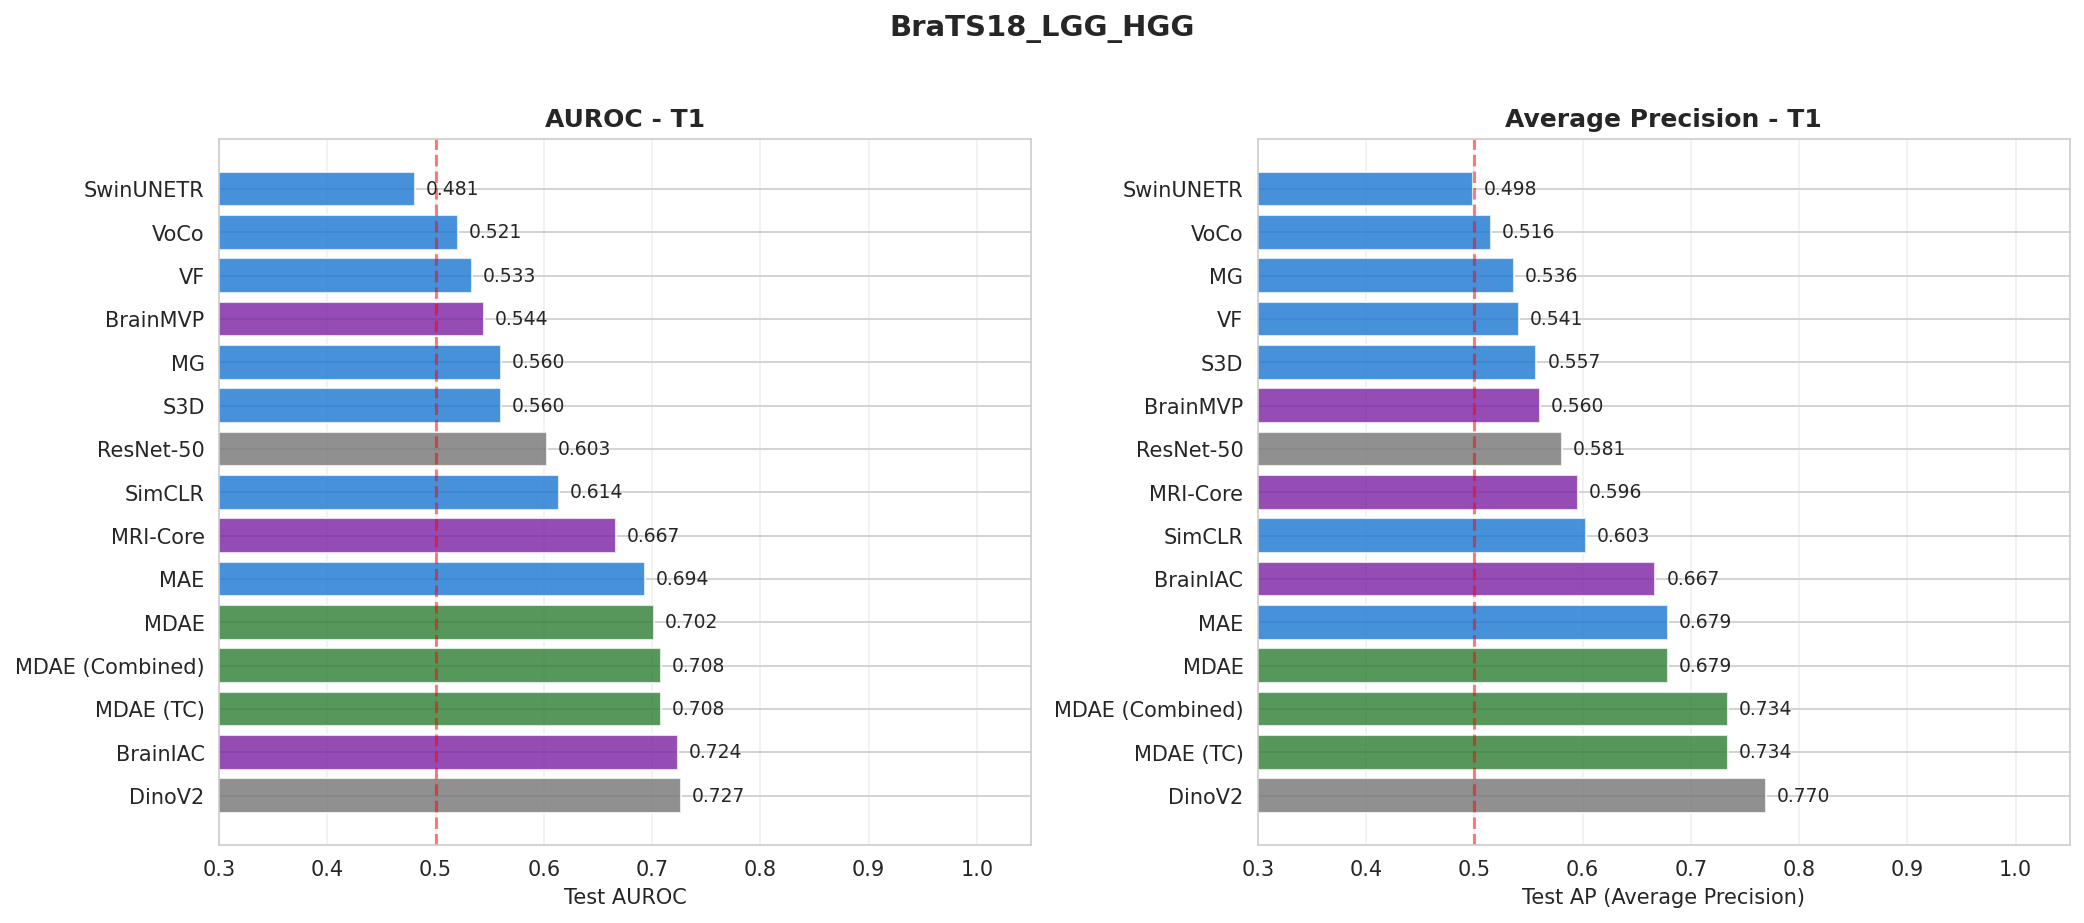 BraTS18_LGG_HGG
AUROC - T1
SwinUNETR 0.481
VoCo 0.521
VF 0.533
BrainMVP 0.544
MG 0.560
S3D 0.560
ResNet-50 0.603
SimCLR 0.614
MRI-Core 0.667
MAE 0.694
MDAE 0.702
MDAE (Combined) 0.708
MDAE (TC) 0.708
BrainIAC 0.724
DinoV2 0.727
0.3 0.4 0.5 0.6 0.7 0.8 0.9 1.0
Test AUROC
Average Precision - T1
SwinUNETR 0.498
VoCo 0.516
MG 0.536
VF 0.541
S3D 0.557
BrainMVP 0.560
ResNet-50 0.581
MRI-Core 0.596
SimCLR 0.603
BrainIAC 0.667
MAE 0.679
MDAE 0.679
MDAE (Combined) 0.734
MDAE (TC) 0.734
DinoV2 0.770
0.3 0.4 0.5 0.6 0.7 0.8 0.9 1.0
Test AP (Average Precision)